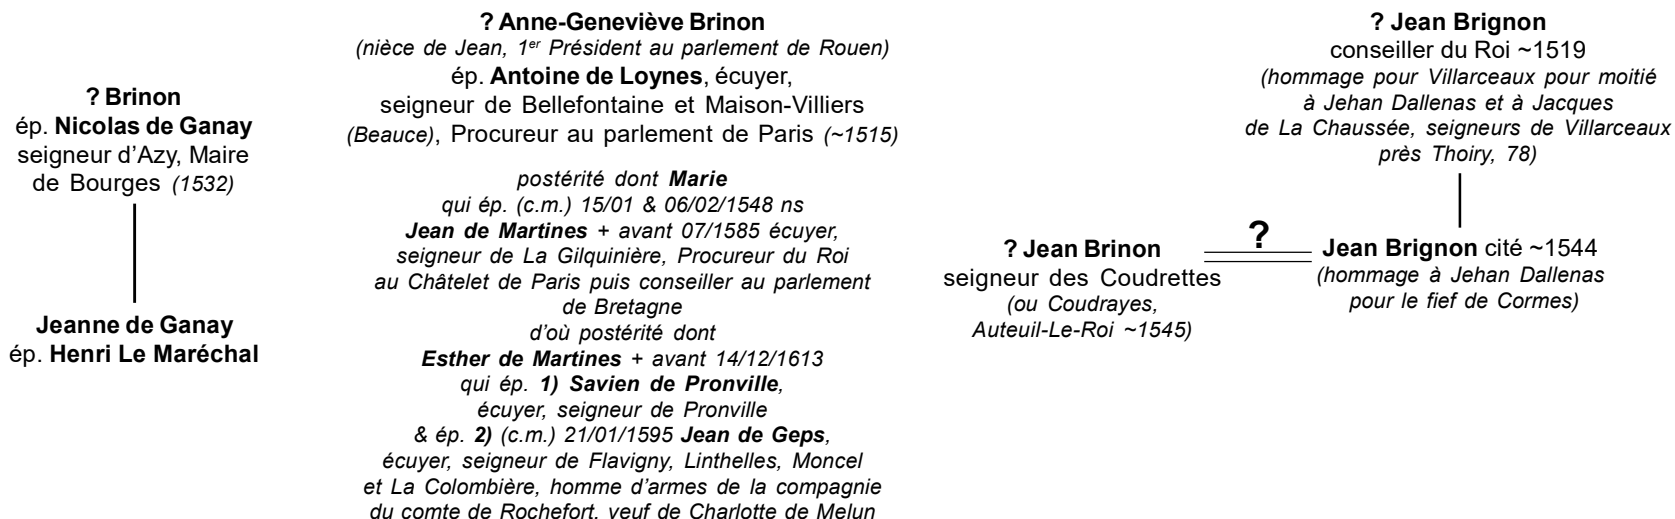 ? Brinon
ép. Nicolas de Ganay
seigneur d’Azy, Maire
de Bourges (1532)
Jeanne de Ganay
ép. Henri Le Maréchal
? Anne-Geneviève Brinon
(nièce de Jean, 1er Président au parlement de Rouen)
ép. Antoine de Loynes, écuyer,
seigneur de Bellefontaine et Maison-Villiers
(Beauce), Procureur au parlement de Paris (~1515)
postérité dont Marie
qui ép. (c.m.) 15/01 & 06/02/1548 ns
Jean de Martines + avant 07/1585 écuyer,
seigneur de La Gilquinière, Procureur du Roi
au Châtelet de Paris puis conseiller au parlement
de Bretagne
d’où postérité dont
Esther de Martines + avant 14/12/1613
qui ép. 1) Savien de Pronville,
écuyer, seigneur de Pronville
& ép. 2) (c.m.) 21/01/1595 Jean de Geps,
écuyer, seigneur de Flavigny, Linthelles, Moncel
et La Colombière, homme d’armes de la compagnie
du comte de Rochefort, veuf de Charlotte de Melun
? Jean Brignon
conseiller du Roi ~1519
(hommage pour Villarceaux pour moitié
à Jehan Dallenas et à Jacques
de La Chaussée, seigneurs de Villarceaux
près Thoiry, 78)
? Jean Brinon
seigneur des Coudrettes
(ou Coudrayes,
Auteuil-Le-Roi ~1545)
?
Jean Brignon cité ~1544
(hommage à Jehan Dallenas
pour le fief de Cormes)